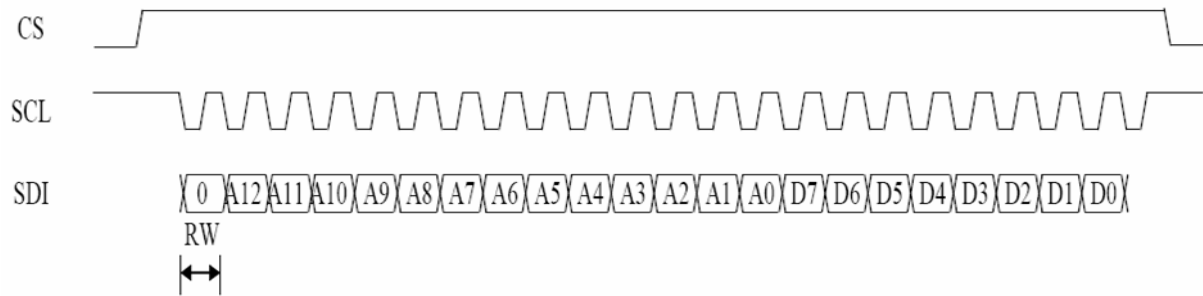 CS
SCL
SDI 0 A12 A11 A10 A9 A8 A7 A6 A5 A4 A3 A2 A1 A0 D7 D6 D5 D4 D3 D2 D1 D0
RW